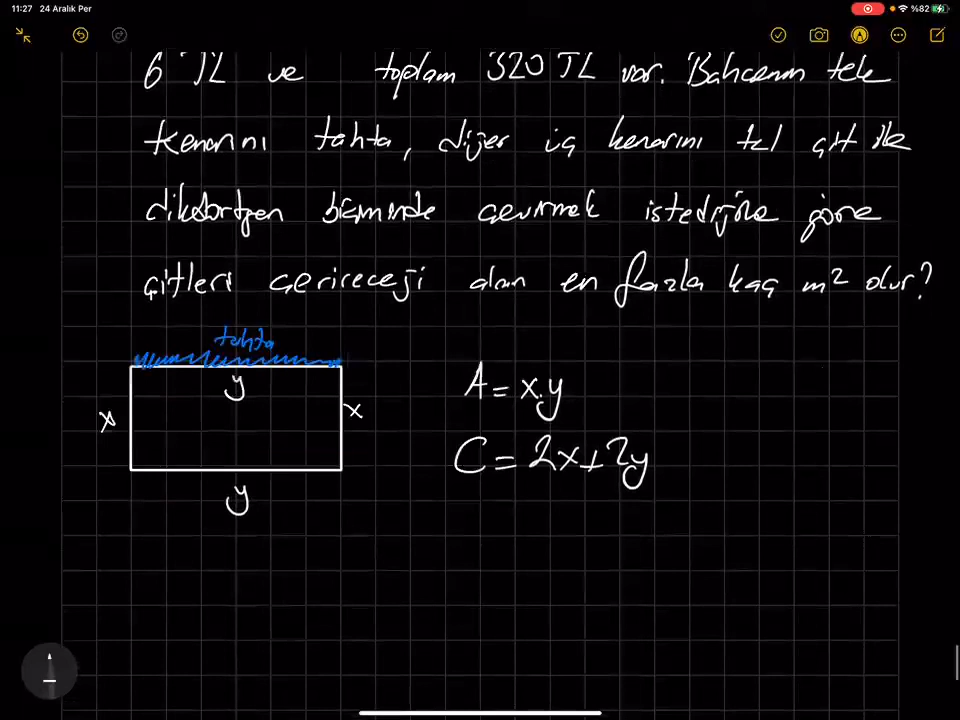 11:27 24 Aralık Per %82
6 TL ve toplam 320 TL var. Bahçenin tek
kenarını tahta, diğer üç kenarını tel çit ile
dikdörtgen biçiminde çevirmek istediğine göre
çitleri çevireceği alan en fazla kaç m² olur?
tahta
y
x
x
y
A = x.y
C = 2x+2y